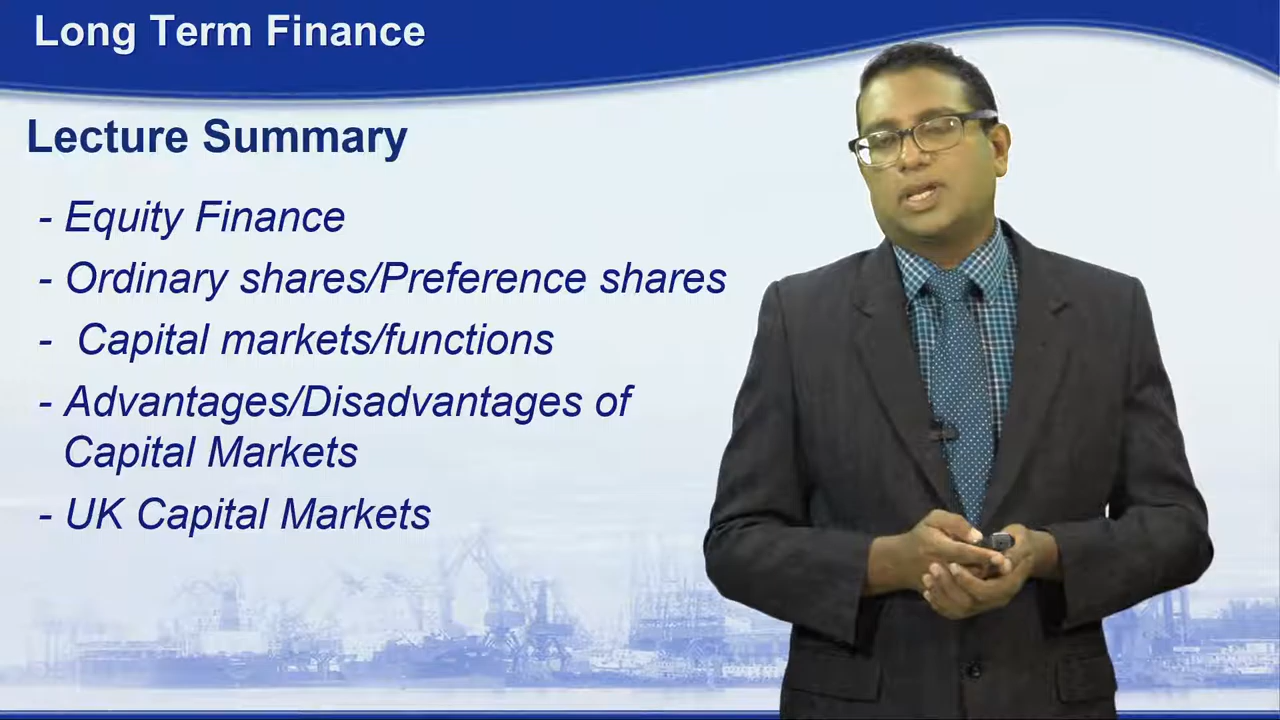 Long Term Finance
Lecture Summary
- Equity Finance
- Ordinary shares/Preference shares
- Capital markets/functions
- Advantages/Disadvantages of
Capital Markets
- UK Capital Markets